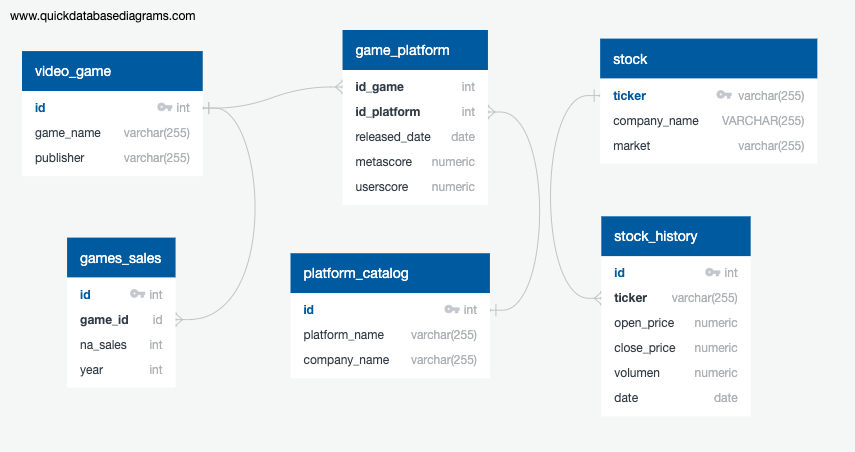 www.quickdatabasediagrams.com
video_game
id int
game_name varchar(255)
publisher varchar(255)
game_platform
id_game int
id_platform int
released_date date
metascore numeric
userscore numeric
stock
ticker varchar(255)
company_name VARCHAR(255)
market varchar(255)
games_sales
id int
game_id id
na_sales int
year int
platform_catalog
id int
platform_name varchar(255)
company_name varchar(255)
stock_history
id int
ticker varchar(255)
open_price numeric
close_price numeric
volumen numeric
date date